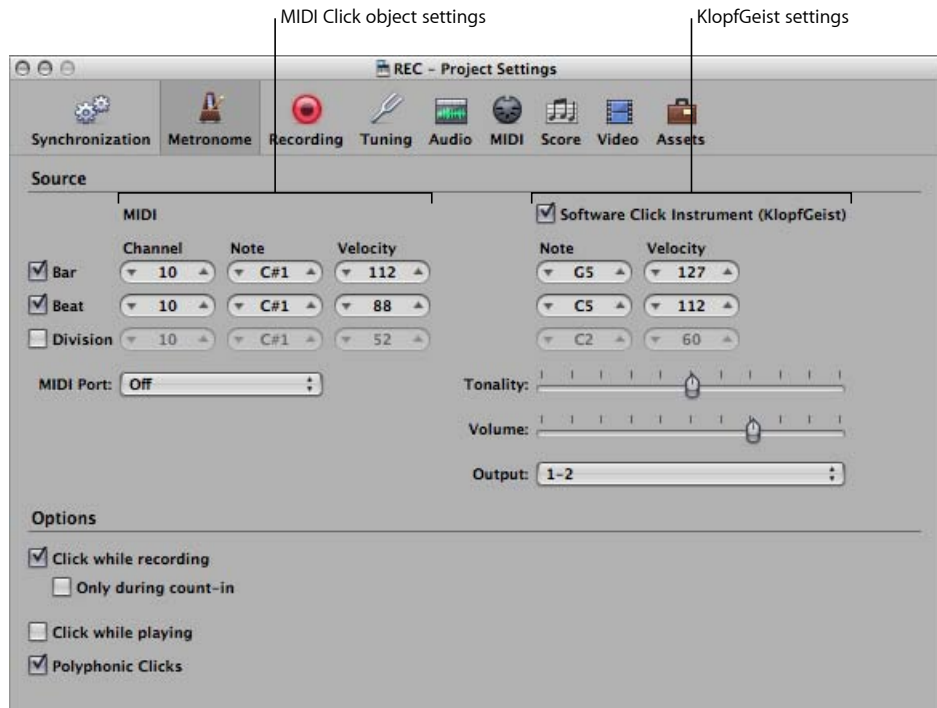 MIDI Click object settings KlopfGeist settings
REC – Project Settings
Synchronization Metronome Recording Tuning Audio MIDI Score Video Assets
Source
MIDI Software Click Instrument (KlopfGeist)
Channel Note Velocity Note Velocity
Bar 10 C#1 112 G5 127
Beat 10 C#1 88 C5 112
Division 10 C#1 52 C2 60
MIDI Port: Off Tonality:
Volume:
Output: 1-2
Options
Click while recording
Only during count-in
Click while playing
Polyphonic Clicks